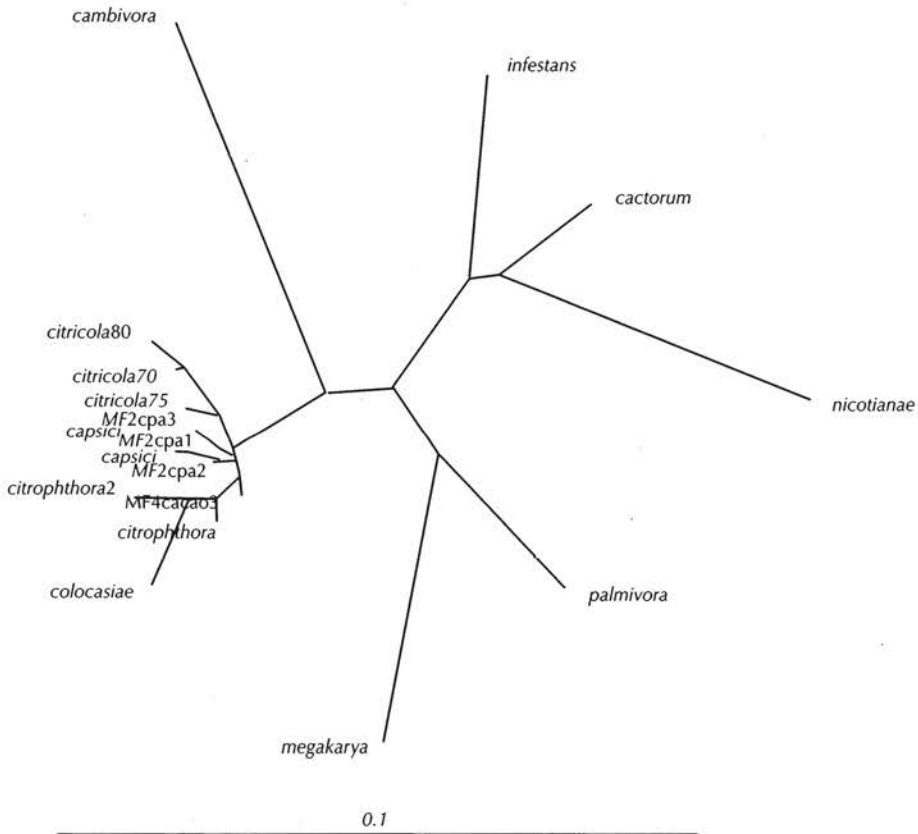 cambivora
infestans
cactorum
citricola80
citricola70
citricola75
nicotianae
MF2cpa3
capsici
MF2cpa1
capsici
MF2cpa2
citrophthora2
MF4cacao3
citrophthora
colocasiae
palmivora
megakarya
0.1